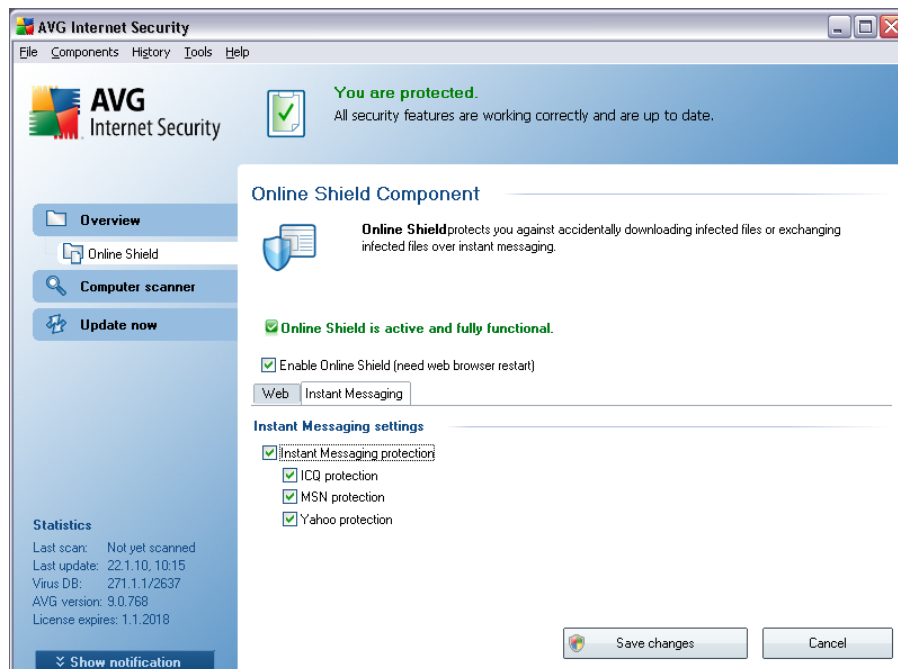 AVG Internet Security
File Components History Tools Help
AVG
Internet Security
You are protected.
All security features are working correctly and are up to date.
Overview
Online Shield
Computer scanner
Update now
Online Shield Component
Online Shieldprotects you against accidentally downloading infected files or exchanging
infected files over instant messaging.
Online Shield is active and fully functional.
Enable Online Shield (need web browser restart)
Web Instant Messaging
Instant Messaging settings
Instant Messaging protection
ICQ protection
MSN protection
Yahoo protection
Statistics
Last scan: Not yet scanned
Last update: 22.1.10, 10:15
Virus DB: 271.1.1/2637
AVG version: 9.0.768
License expires: 1.1.2018
Show notification
Save changes Cancel